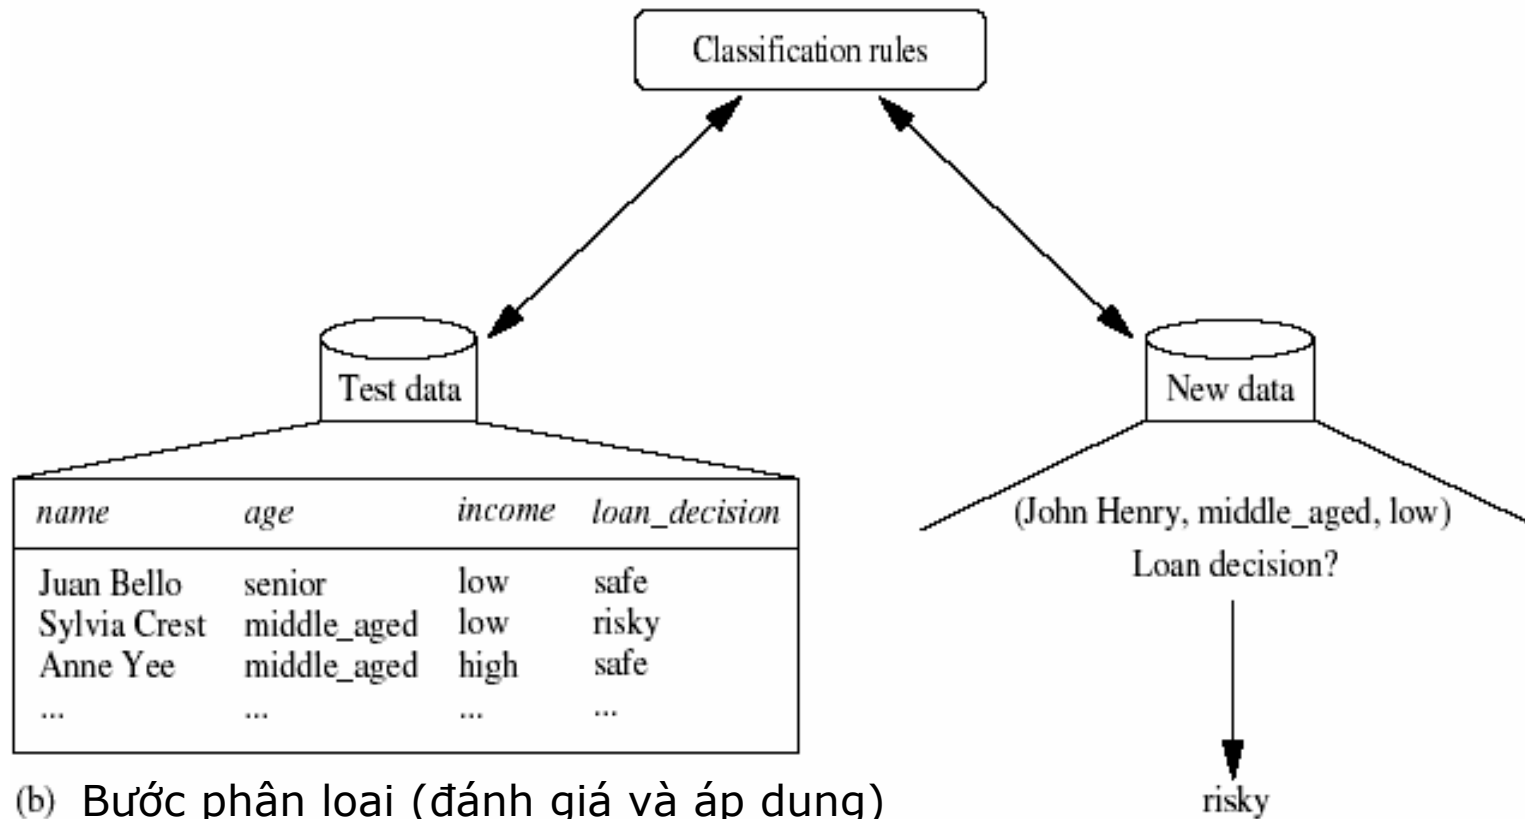 Classification rules
Test data
name age income loan_decision
Juan Bello senior low safe
Sylvia Crest middle_aged low risky
Anne Yee middle_aged high safe
... ... ... ...
New data
(John Henry, middle_aged, low)
Loan decision?
risky
(b) Bước phân loại (đánh giá và áp dụng)